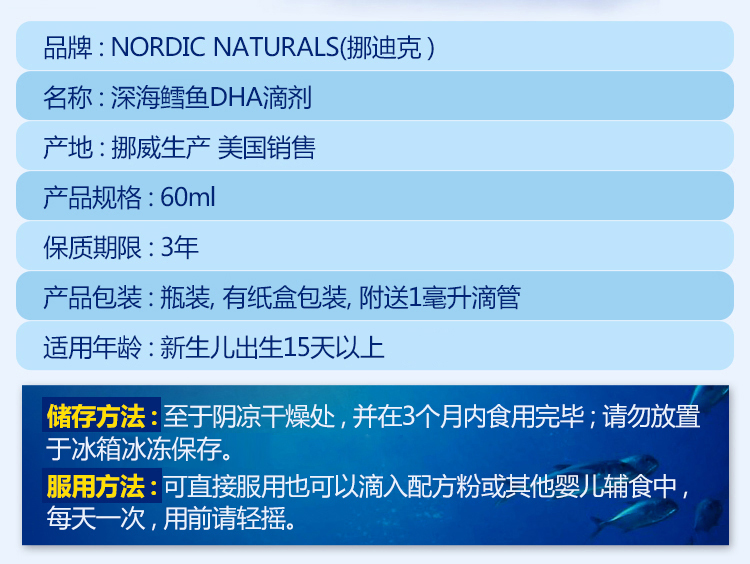 品牌 : NORDIC NATURALS(挪迪克 )
名称 : 深海鳕鱼DHA滴剂
产地 : 挪威生产 美国销售
产品规格 : 60ml
保质期限 : 3年
产品包装 : 瓶装, 有纸盒包装, 附送1毫升滴管
适用年龄 : 新生儿出生15天以上
储存方法 : 至于阴凉干燥处 , 并在3个月内食用完毕 ; 请勿放置
于冰箱冰冻保存。
服用方法 : 可直接服用也可以滴入配方粉或其他婴儿辅食中 ,
每天一次 , 用前请轻摇。